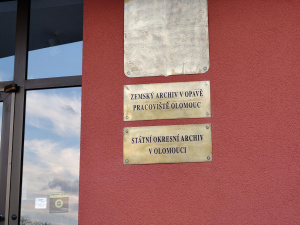 ZEMSKÝ ARCHIV V OPAVĚ
PRACOVIŠTĚ OLOMOUC
STÁTNÍ OKRESNÍ ARCHIV
V OLOMOUCI